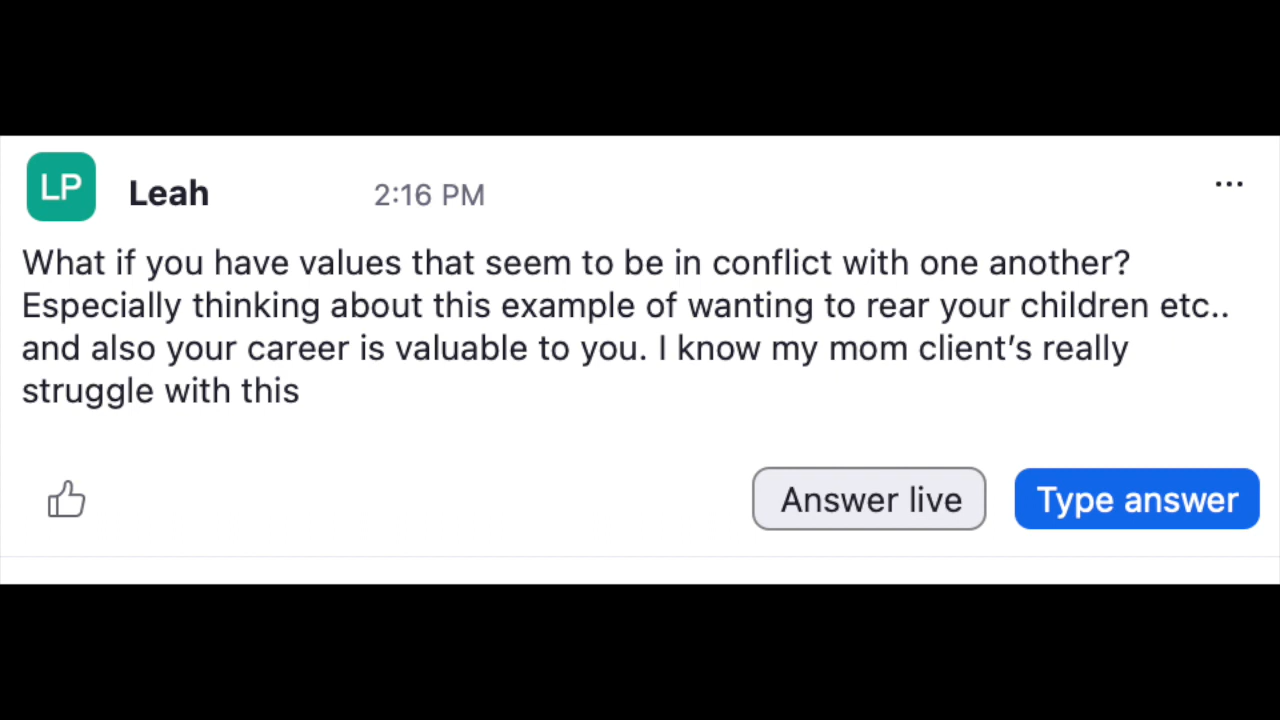 LP
Leah 2:16 PM
What if you have values that seem to be in conflict with one another?
Especially thinking about this example of wanting to rear your children etc..
and also your career is valuable to you. I know my mom client's really
struggle with this
Answer live Type answer